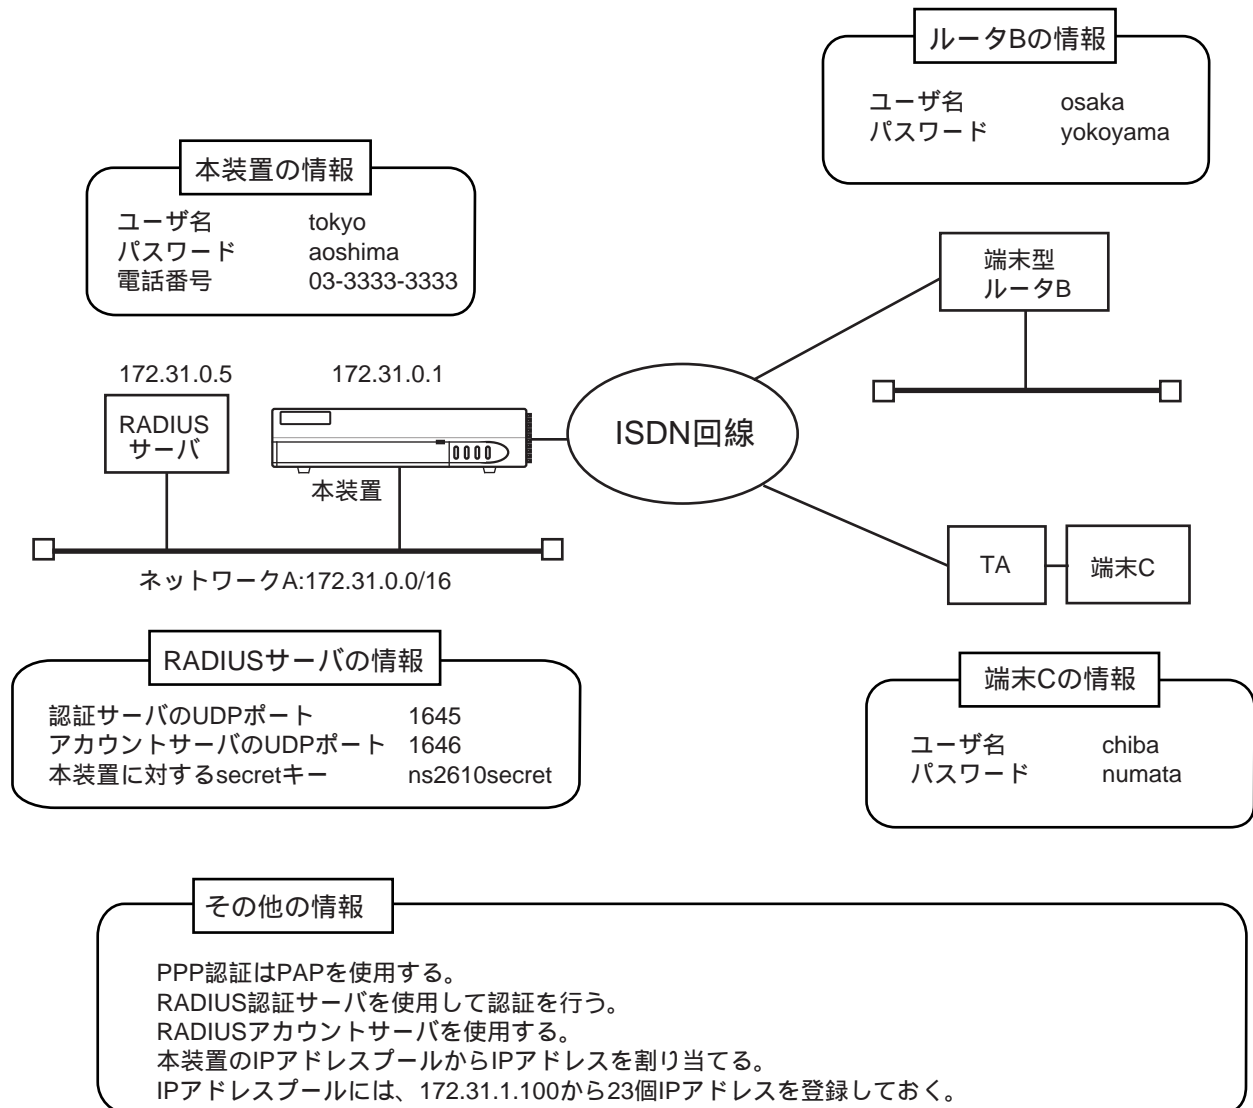 ルータBの情報
ユーザ名 osaka
パスワード yokoyama
本装置の情報
ユーザ名 tokyo
パスワード aoshima
電話番号 03-3333-3333
端末型
ルータB
172.31.0.5
172.31.0.1
RADIUS
サーバ
本装置
ISDN回線
ネットワークA:172.31.0.0/16
TA
端末C
RADIUSサーバの情報
認証サーバのUDPポート 1645
アカウントサーバのUDPポート 1646
本装置に対するsecretキー ns2610secret
端末Cの情報
ユーザ名 chiba
パスワード numata
その他の情報
PPP認証はPAPを使用する。
RADIUS認証サーバを使用して認証を行う。
RADIUSアカウントサーバを使用する。
本装置のIPアドレスプールからIPアドレスを割り当てる。
IPアドレスプールには、172.31.1.100から23個IPアドレスを登録しておく。